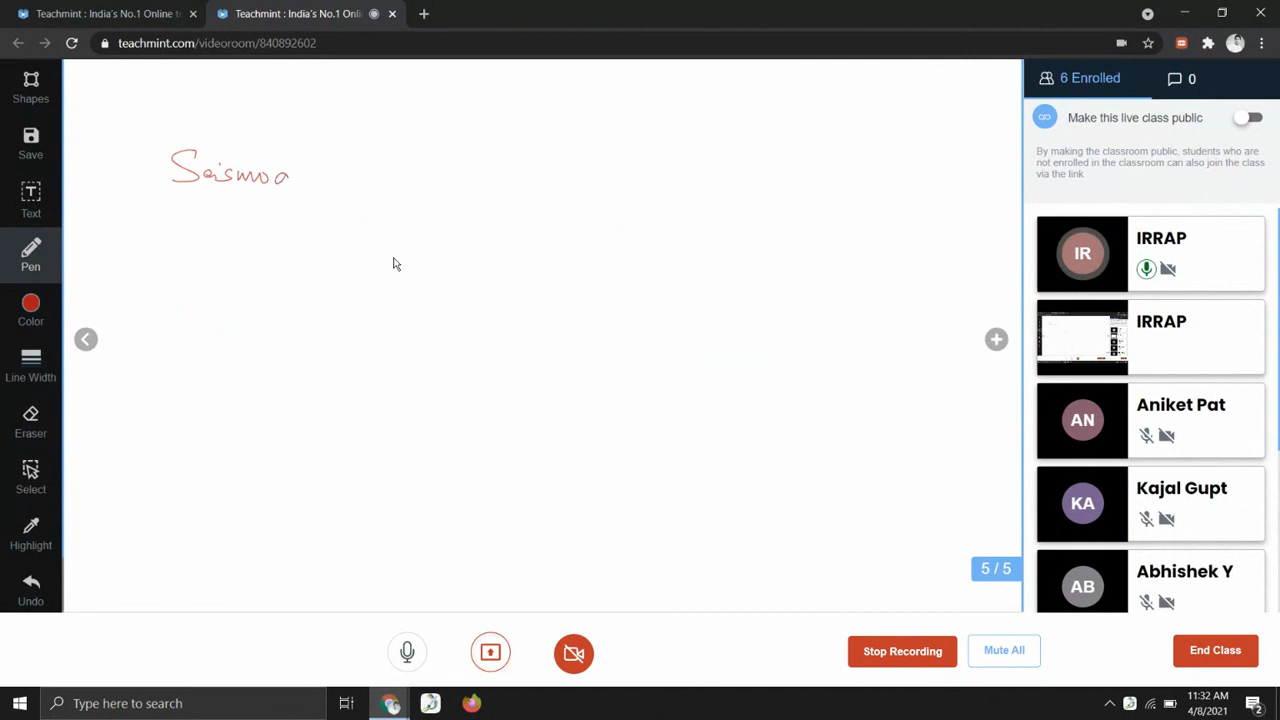 Teachmint : India's No.1 Online t
Teachmint : India's No.1 Onli
teachmint.com/videoroom/840892602
Shapes
Save
Text
Pen
Color
Line Width
Eraser
Select
Highlight
Undo
Seismo
5 / 5
6 Enrolled
0
Make this live class public
By making the classroom public, students who are
not enrolled in the classroom can also join the class
via the link
IR
IRRAP
IRRAP
AN
Aniket Pat
KA
Kajal Gupt
AB
Abhishek Y
Stop Recording
Mute All
End Class
Type here to search
11:32 AM
4/8/2021
2